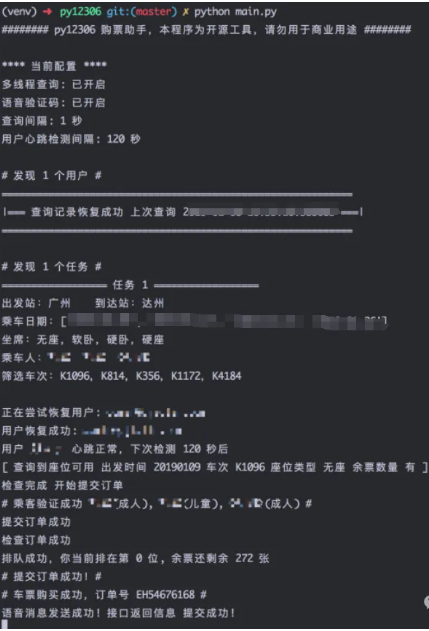 (venv) → py12306 git:(master) ✗ python main.py
######## py12306 购票助手，本程序为开源工具，请勿用于商业用途 ########
**** 当前配置 ****
多线程查询: 已开启
语音验证码: 已开启
查询间隔: 1 秒
用户心跳检测间隔: 120 秒
# 发现 1 个用户 #
查询记录恢复成功 上次查询
# 发现 1 个任务 #
================= 任务 1 =================
出发站: 广州 到达站: 达州
乘车日期: [
坐席: 无座, 软卧, 硬卧, 硬座
乘车人:
筛选车次: K1096, K814, K356, K1172, K4184
正在尝试恢复用户:
用户恢复成功:
用户 心跳正常, 下次检测 120 秒后
[ 查询到座位可用 出发时间 20190109 车次 K1096 座位类型 无座 余票数量 有 ]
检查完成 开始提交订单
# 乘客验证成功 (成人), (儿童), (成人) #
提交订单成功
检查订单成功
排队成功, 你当前排在第 0 位, 余票还剩余 272 张
# 提交订单成功！#
# 车票购买成功, 订单号 EH54676168 #
语音消息发送成功! 接口返回信息 提交成功!